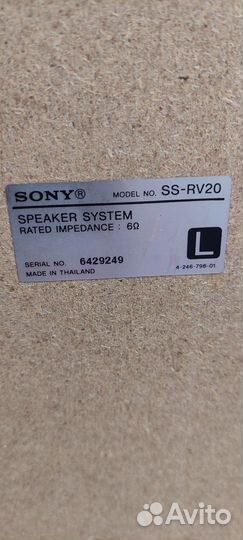 SONY®
MODEL NO. SS-RV20
SPEAKER SYSTEM
RATED IMPEDANCE : 6Ω
L
SERIAL NO. 6429249
4-246-796-01
MADE IN THAILAND
Avito